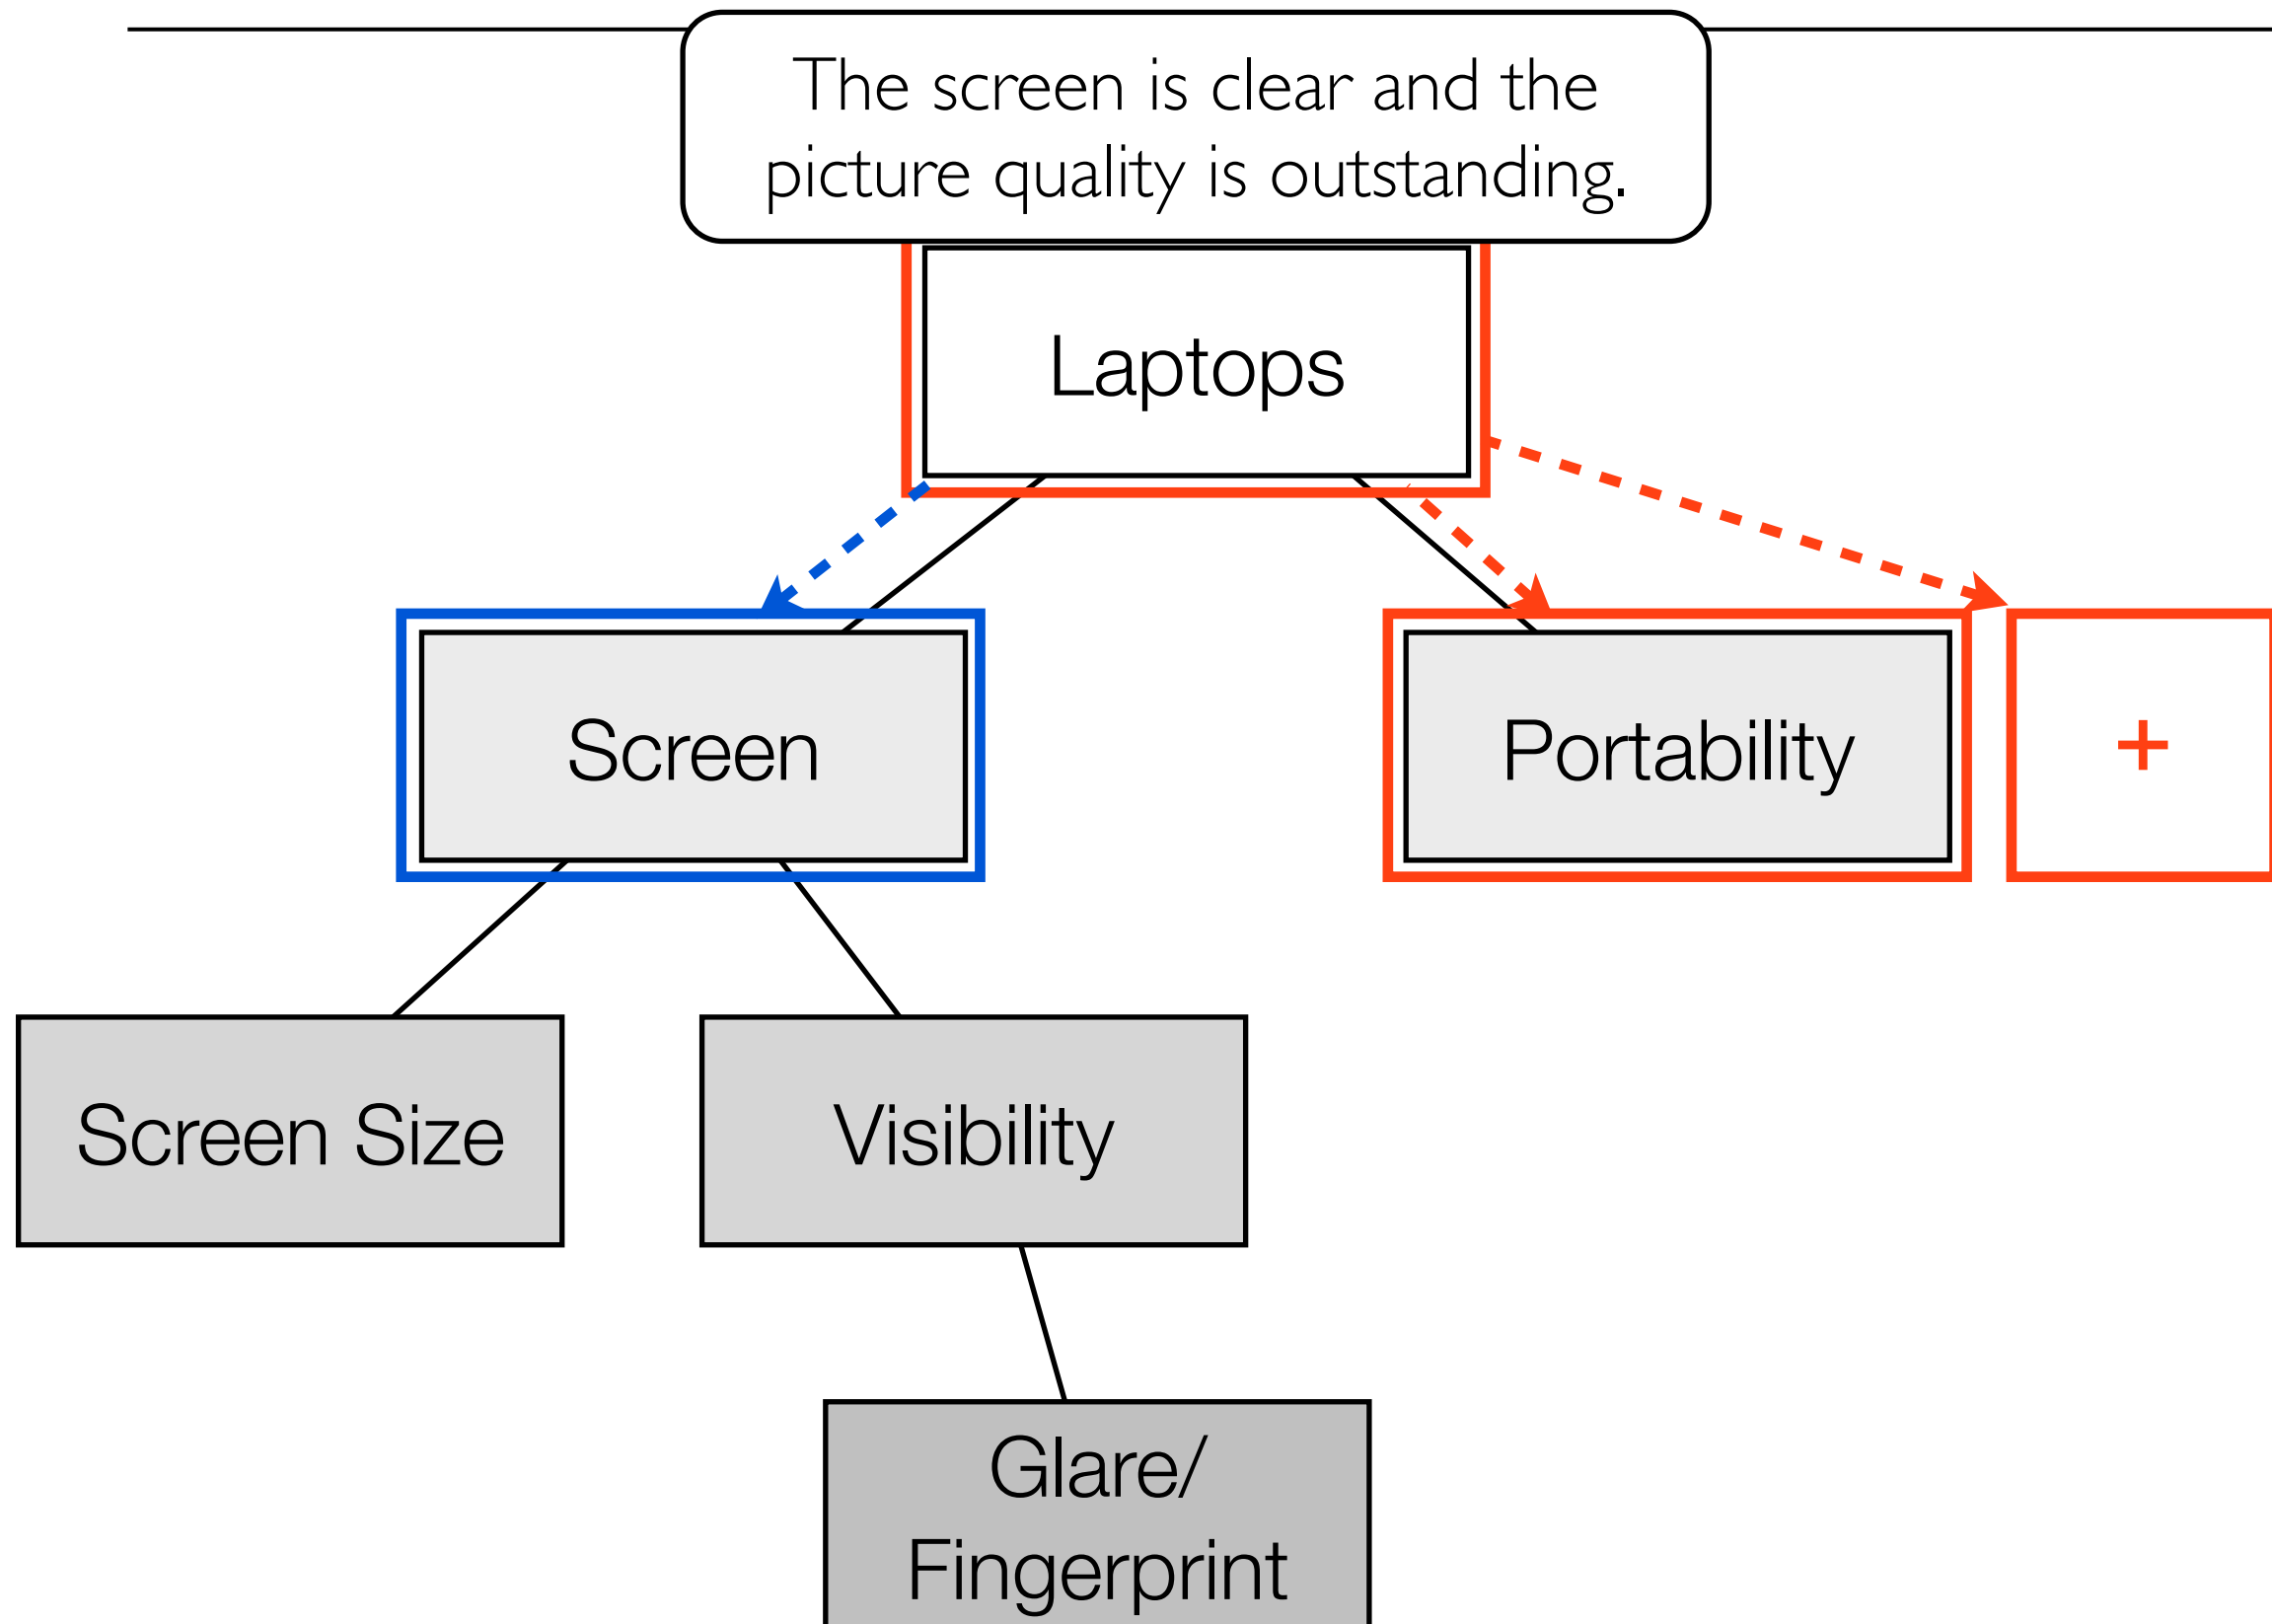 The screen is clear and the
picture quality is outstanding.
Laptops
Screen
Portability
+
Screen Size
Visibility
Glare/
Fingerprint